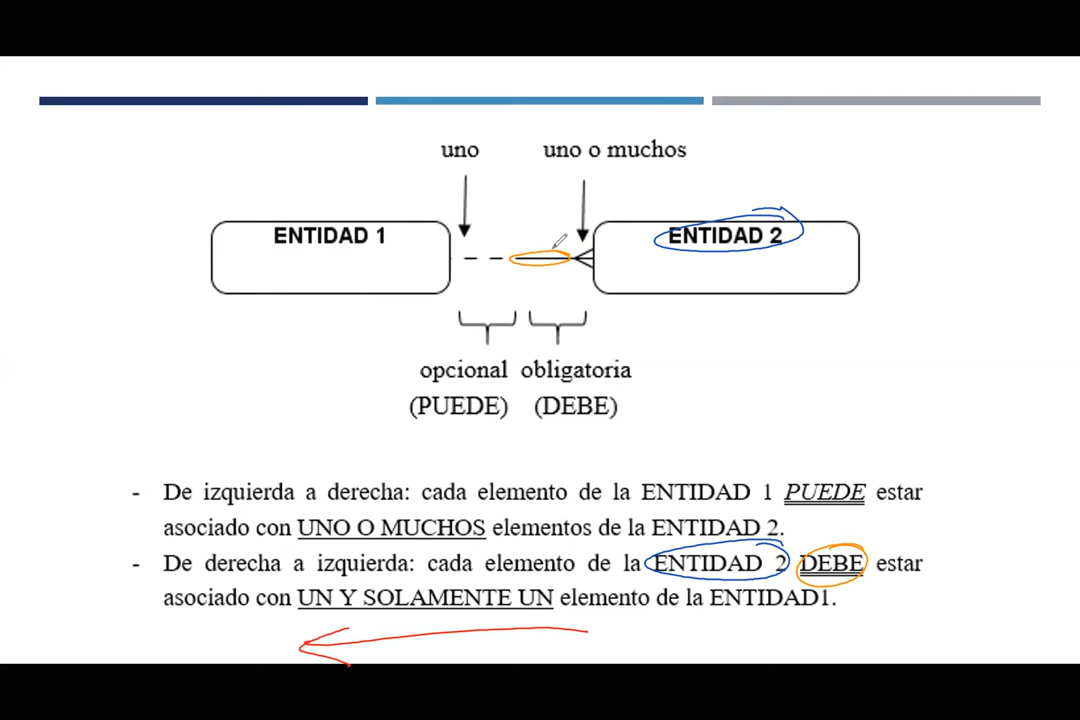 uno uno o muchos
ENTIDAD 1 ENTIDAD 2
opcional obligatoria
(PUEDE) (DEBE)
- De izquierda a derecha: cada elemento de la ENTIDAD 1 PUEDE estar
asociado con UNO O MUCHOS elementos de la ENTIDAD 2.
- De derecha a izquierda: cada elemento de la ENTIDAD 2 DEBE estar
asociado con UN Y SOLAMENTE UN elemento de la ENTIDAD1.